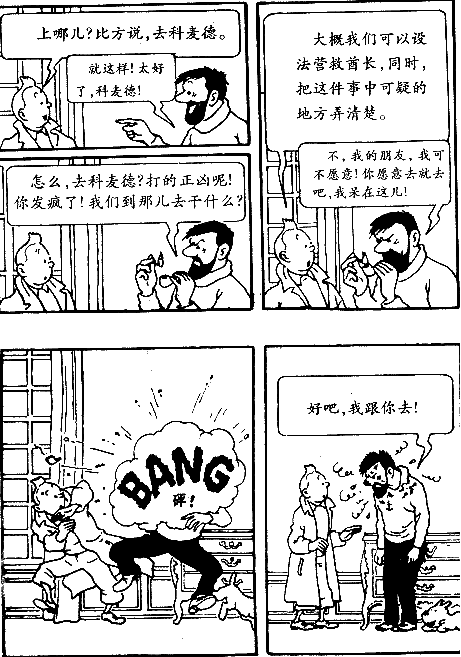 上哪儿？比方说，去科麦德。
就这样！太好
了，科麦德！
怎么，去科麦德？打的正凶呢！
你发疯了！我们到那儿去干什么？
大概我们可以设
法营救酋长，同时，
把这件事中可疑的
地方弄清楚。
不，我的朋友，我可
不愿意！你愿意去就去
吧，我呆在这儿！
BANG
砰！
好吧，我跟你去！